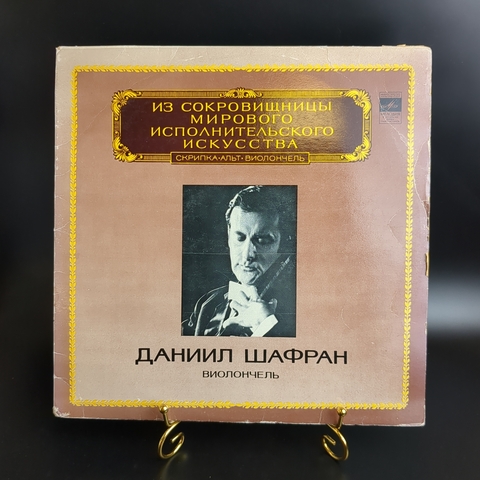 ИЗ СОКРОВИЩНИЦЫ
МИРОВОГО
ИСПОЛНИТЕЛЬСКОГО
ИСКУССТВА
СКРИПКА•АЛЬТ•ВИОЛОНЧЕЛЬ
ДАНИИЛ ШАФРАН
ВИОЛОНЧЕЛЬ